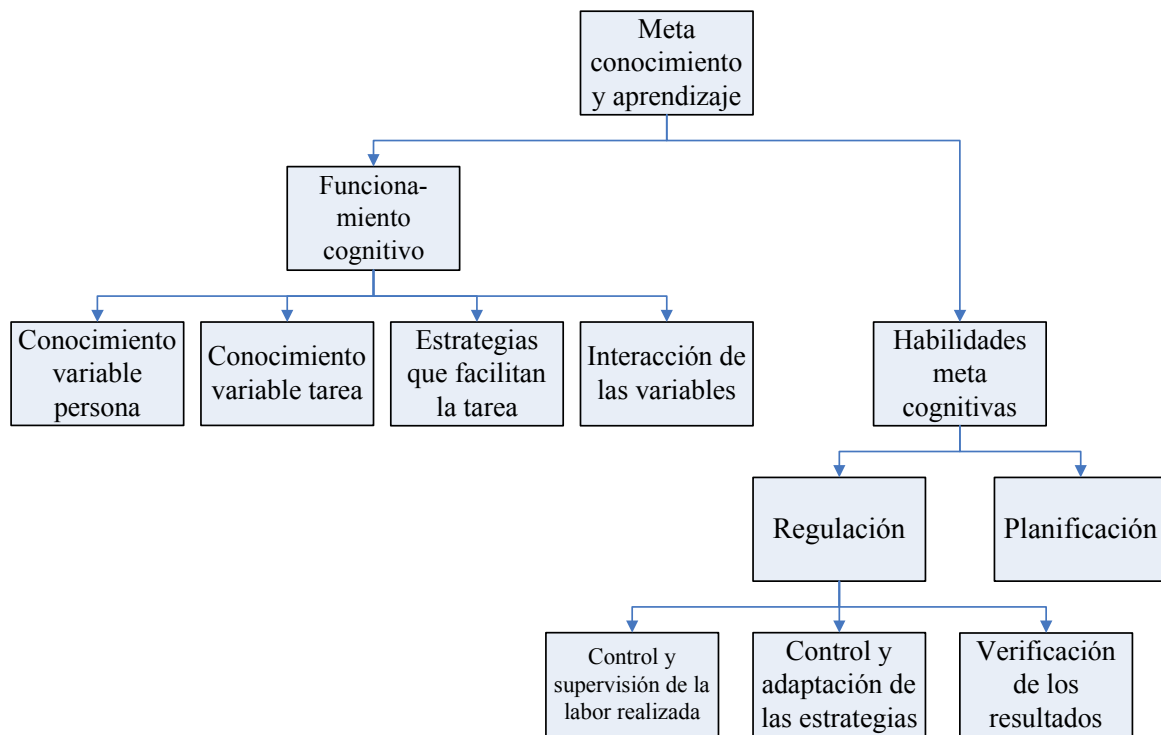 Meta
conocimiento
y aprendizaje
Funciona-
miento
cognitivo
Conocimiento
variable
persona
Conocimiento
variable tarea
Estrategias
que facilitan
la tarea
Interacción de
las variables
Habilidades
meta
cognitivas
Regulación
Planificación
Control y
supervisión de la
labor realizada
Control y
adaptación de
las estrategias
Verificación
de los
resultados